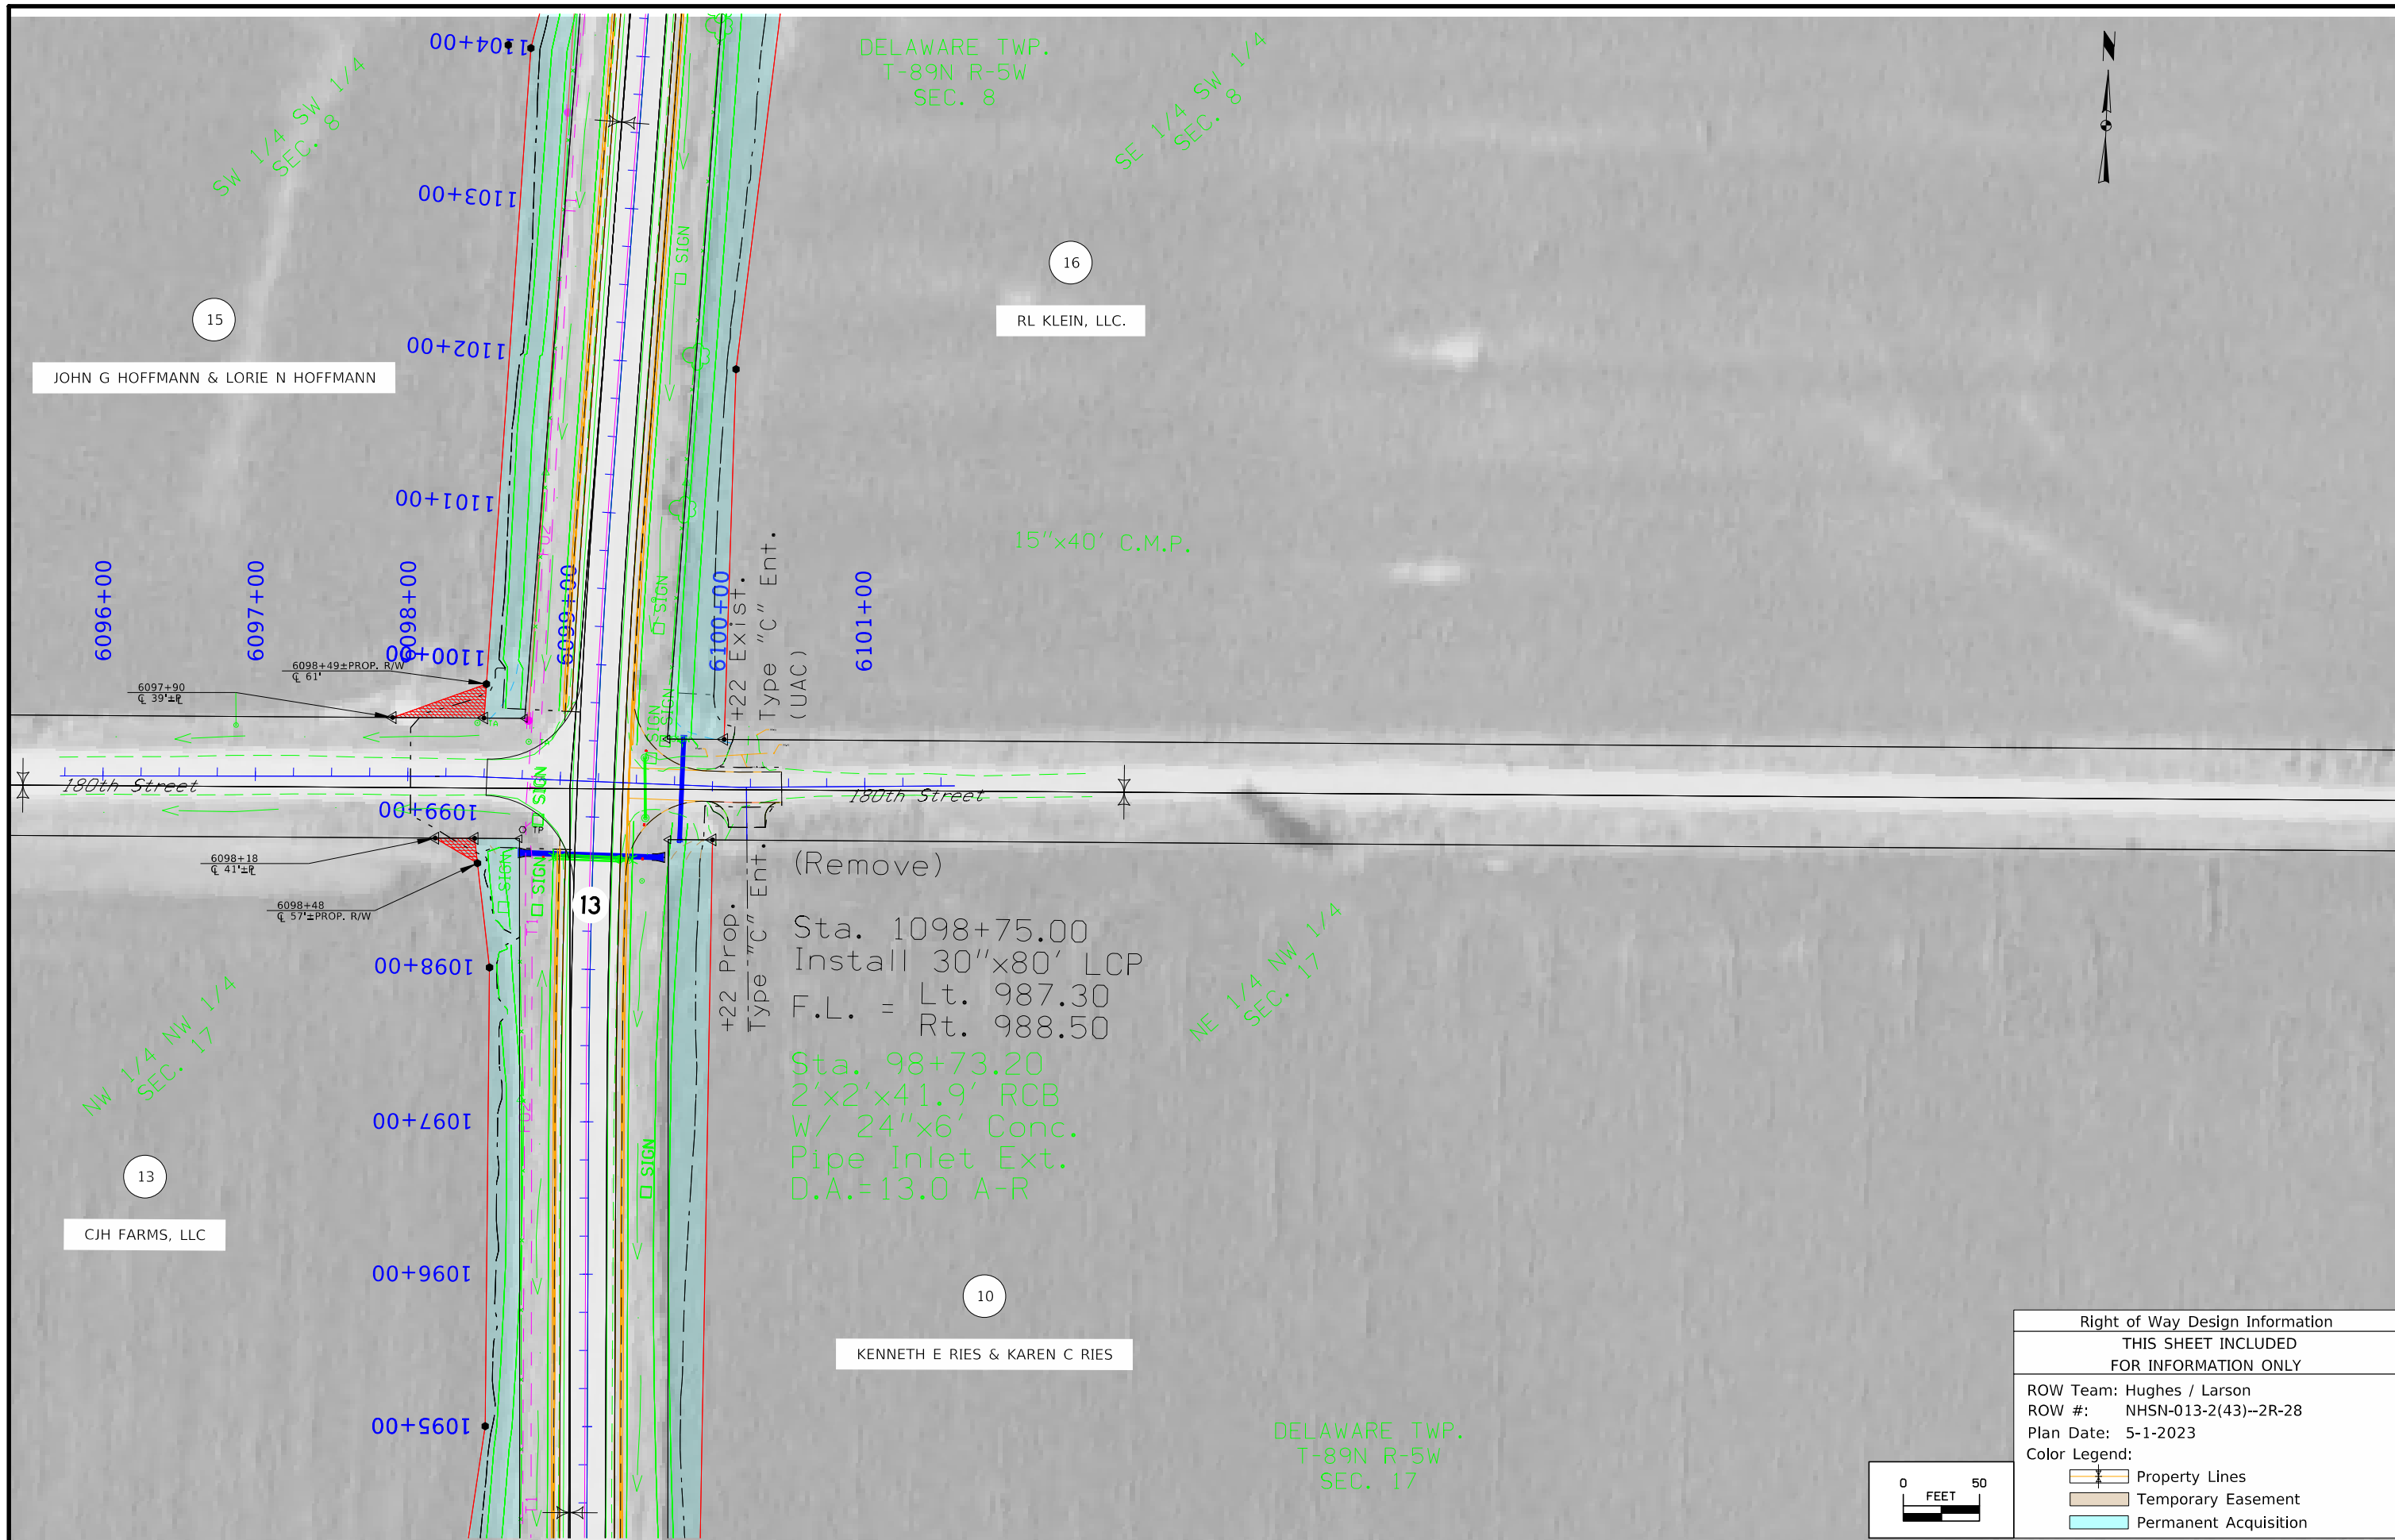 1104+00
1103+00
1102+00
1101+00
1100+00
1099+00
1098+00
1097+00
1096+00
1095+00
DELAWARE TWP.
T-89N R-5W
SEC. 8
SW 1/4 SW 1/4
SEC. 8
SE 1/4 SW 1/4
SEC. 8
N
15
JOHN G HOFFMANN & LORIE N HOFFMANN
16
RL KLEIN, LLC.
SIGN
15"x40' C.M.P.
FO2
T1
SIGN
6096+00
6097+00
6098+00
6099+00
6100+00
6101+00
+22 Exist.
Type "C" Ent.
(UAC)
6098+49±PROP. R/W
℄ 61'
6097+90
℄ 39'±℄
SIGN
SIGN
TA
180th Street
180th Street
SIGN
TP
6098+18
℄ 41'±℄
6098+48
℄ 57'±PROP. R/W
SIGN
SIGN
T1
13
+22 Prop.
Type "C" Ent.
(Remove)
Sta. 1098+75.00
Install 30"x80' LCP
F.L. = Lt. 987.30
Rt. 988.50
Sta. 98+73.20
2'x2'x41.9' RCB
W/ 24"x6' Conc.
Pipe Inlet Ext.
D.A.=13.0 A-R
NW 1/4 NW 1/4
SEC. 17
NE 1/4 NW 1/4
SEC. 17
FO2
SIGN
13
CJH FARMS, LLC
10
KENNETH E RIES & KAREN C RIES
T1
DELAWARE TWP.
T-89N R-5W
SEC. 17
0 50
FEET
Right of Way Design Information
THIS SHEET INCLUDED
FOR INFORMATION ONLY
ROW Team: Hughes / Larson
ROW #: NHSN-013-2(43)--2R-28
Plan Date: 5-1-2023
Color Legend:
Property Lines
Temporary Easement
Permanent Acquisition